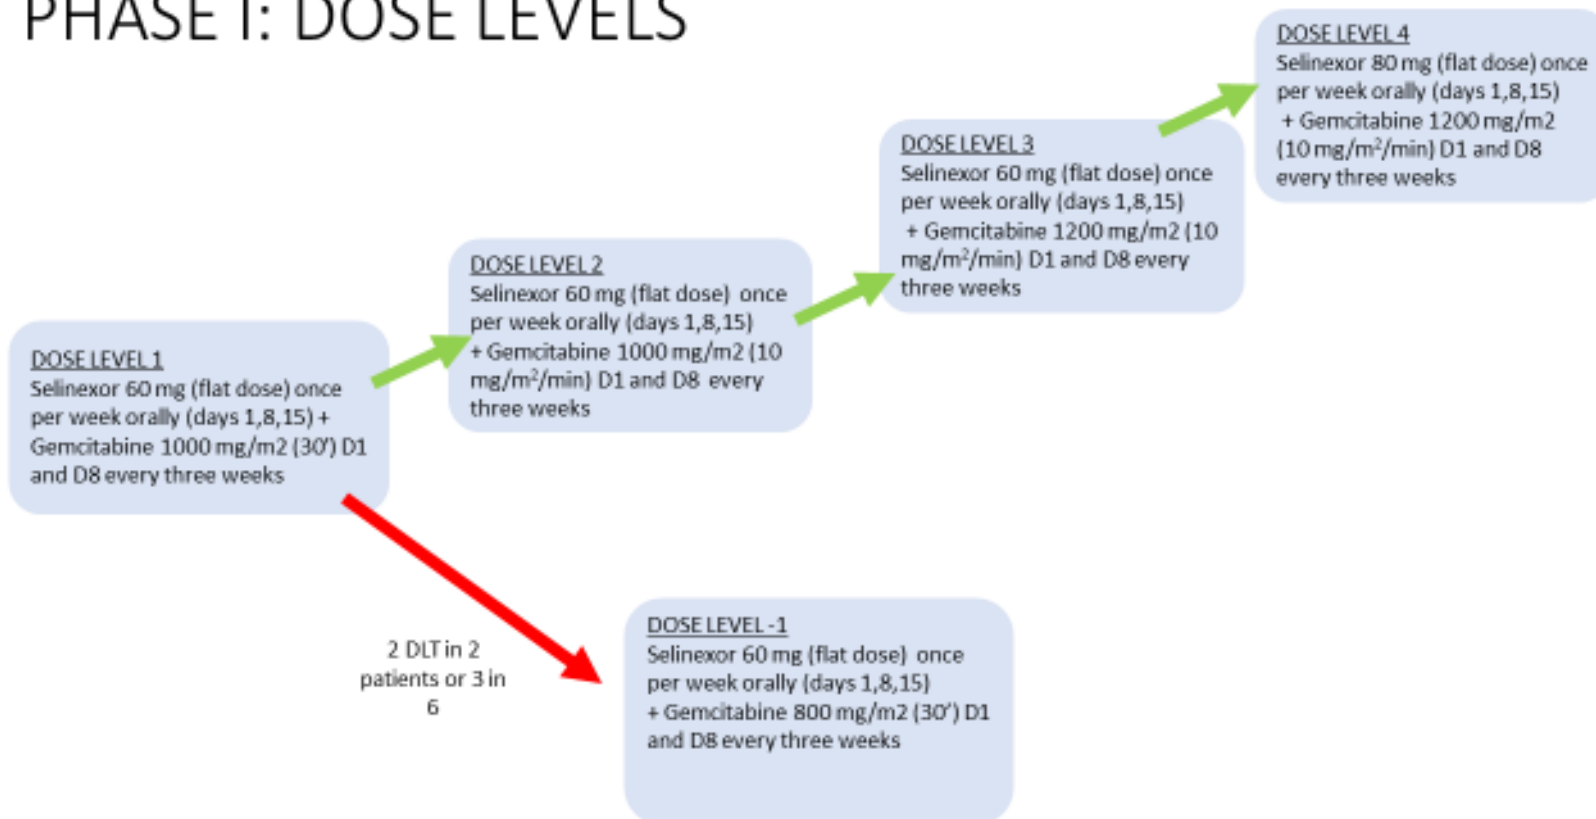 PHASE I: DOSE LEVELS
DOSE LEVEL 4
Selinexor 80 mg (flat dose) once
per week orally (days 1,8,15)
+ Gemcitabine 1200 mg/m2
(10 mg/m²/min) D1 and D8
every three weeks
DOSE LEVEL 3
Selinexor 60 mg (flat dose) once
per week orally (days 1,8,15)
+ Gemcitabine 1200 mg/m2 (10
mg/m²/min) D1 and D8 every
three weeks
DOSE LEVEL 2
Selinexor 60 mg (flat dose) once
per week orally (days 1,8,15)
+ Gemcitabine 1000 mg/m2 (10
mg/m²/min) D1 and D8 every
three weeks
DOSE LEVEL 1
Selinexor 60 mg (flat dose) once
per week orally (days 1,8,15) +
Gemcitabine 1000 mg/m2 (30') D1
and D8 every three weeks
2 DLT in 2
patients or 3 in
6
DOSE LEVEL -1
Selinexor 60 mg (flat dose) once
per week orally (days 1,8,15)
+ Gemcitabine 800 mg/m2 (30') D1
and D8 every three weeks